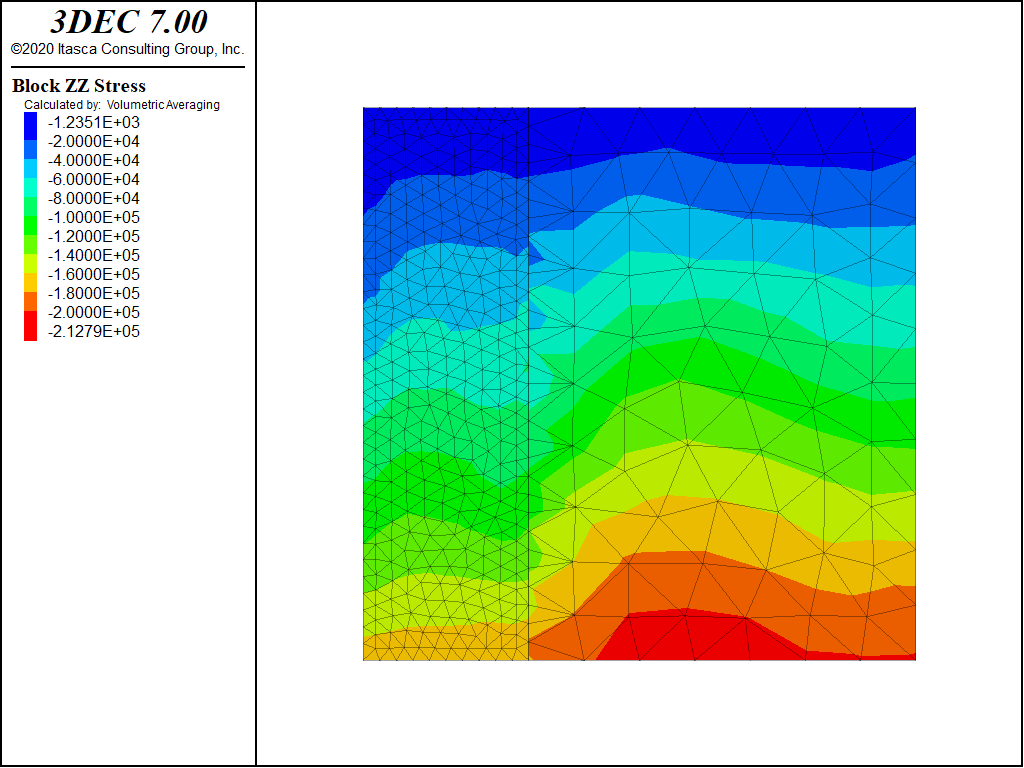 3DEC 7.00
©2020 Itasca Consulting Group, Inc.
Block ZZ Stress
Calculated by: Volumetric Averaging
-1.2351E+03
-2.0000E+04
-4.0000E+04
-6.0000E+04
-8.0000E+04
-1.0000E+05
-1.2000E+05
-1.4000E+05
-1.6000E+05
-1.8000E+05
-2.0000E+05
-2.1279E+05